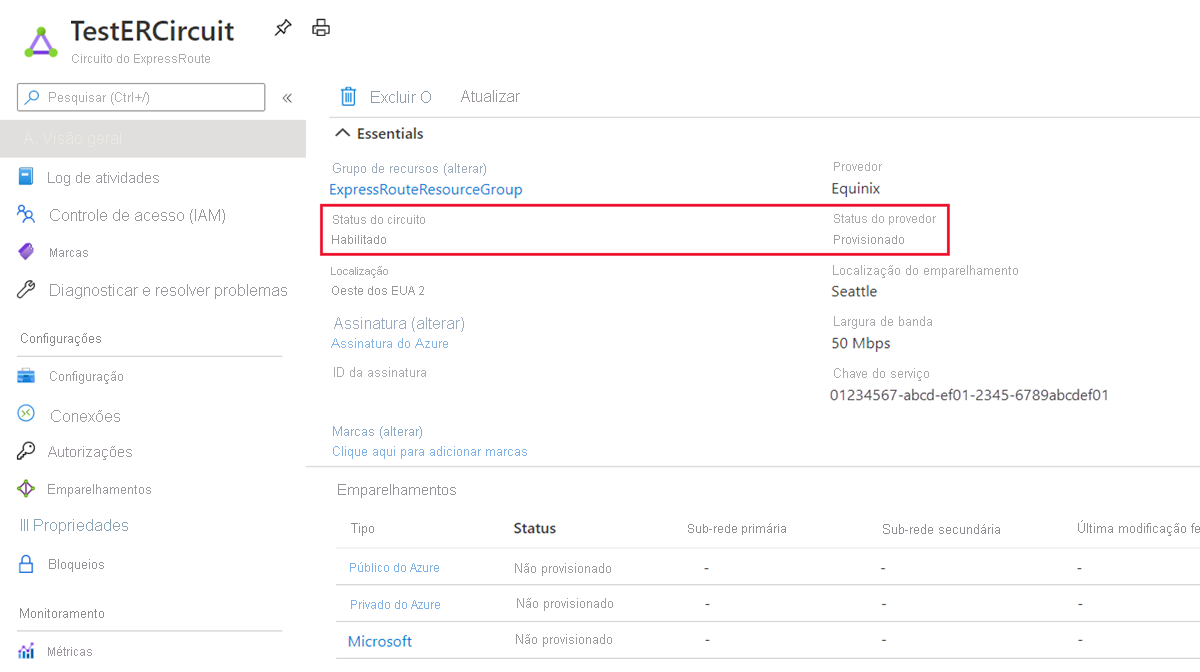 TestERCircuit
Circuito do ExpressRoute
Pesquisar (Ctrl+/)
«
A. Visão geral
Log de atividades
Controle de acesso (IAM)
Marcas
Diagnosticar e resolver problemas
Configurações
Configuração
Conexões
Autorizações
Emparelhamentos
III Propriedades
Bloqueios
Monitoramento
Métricas
Excluir O Atualizar
Essentials
Grupo de recursos (alterar)
ExpressRouteResourceGroup
Status do circuito
Habilitado
Localização
Oeste dos EUA 2
Assinatura (alterar)
Assinatura do Azure
ID da assinatura
Marcas (alterar)
Clique aqui para adicionar marcas
Provedor
Equinix
Status do provedor
Provisionado
Localização do emparelhamento
Seattle
Largura de banda
50 Mbps
Chave do serviço
01234567-abcd-ef01-2345-6789abcdef01
Emparelhamentos
Tipo Status Sub-rede primária Sub-rede secundária Última modificação fe
Público do Azure Não provisionado - - -
Privado do Azure Não provisionado - - -
Microsoft Não provisionado - - -